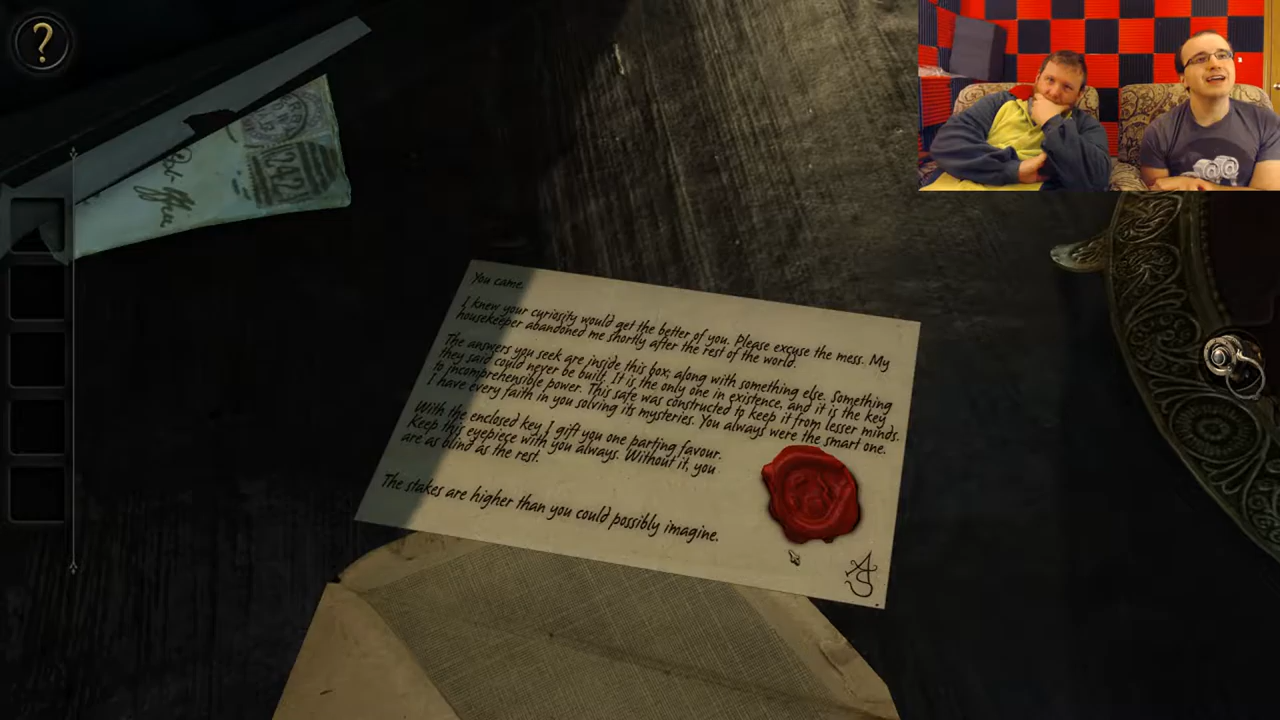 ?
242
You came.
I knew your curiosity would get the better of you. Please excuse the mess. My
housekeeper abandoned me shortly after the rest of the world.
The answers you seek are inside this box; along with something else. Something
they said could never be built. It is the only one in existence, and it is the key
to incomprehensible power. This safe was constructed to keep it from lesser minds.
I have every faith in you solving its mysteries. You always were the smart one.
With the enclosed key I gift you one parting favour.
Keep this eyepiece with you always. Without it, you
are as blind as the rest.
The stakes are higher than you could possibly imagine.
AS